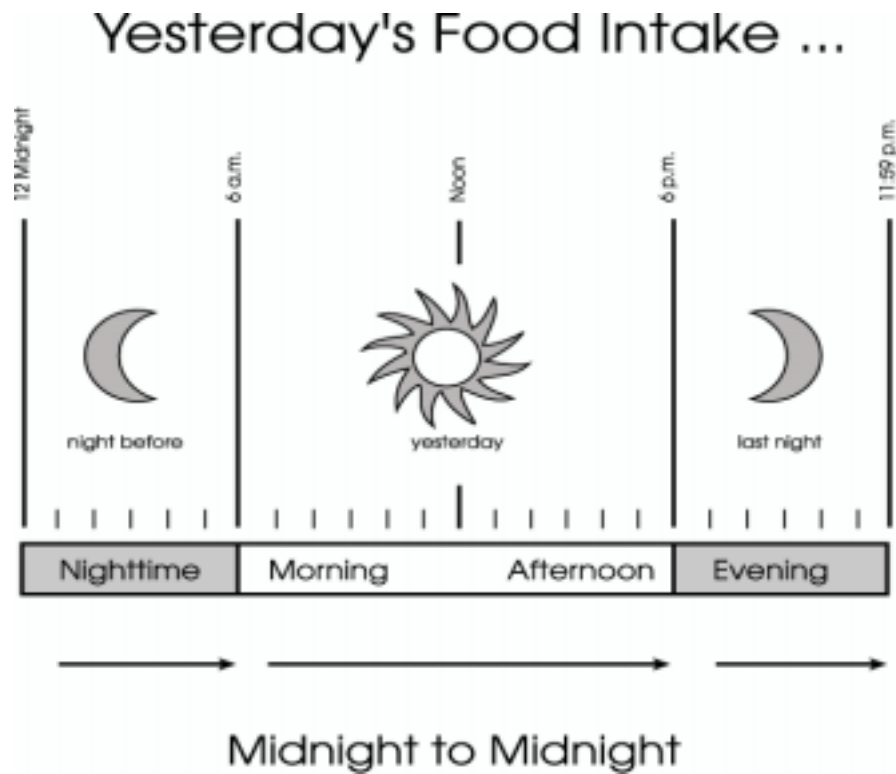 Yesterday's Food Intake ...
12 Midnight
6 a.m.
Noon
6 p.m.
11:59 p.m.
night before
yesterday
last night
Nighttime
Morning
Afternoon
Evening
Midnight to Midnight